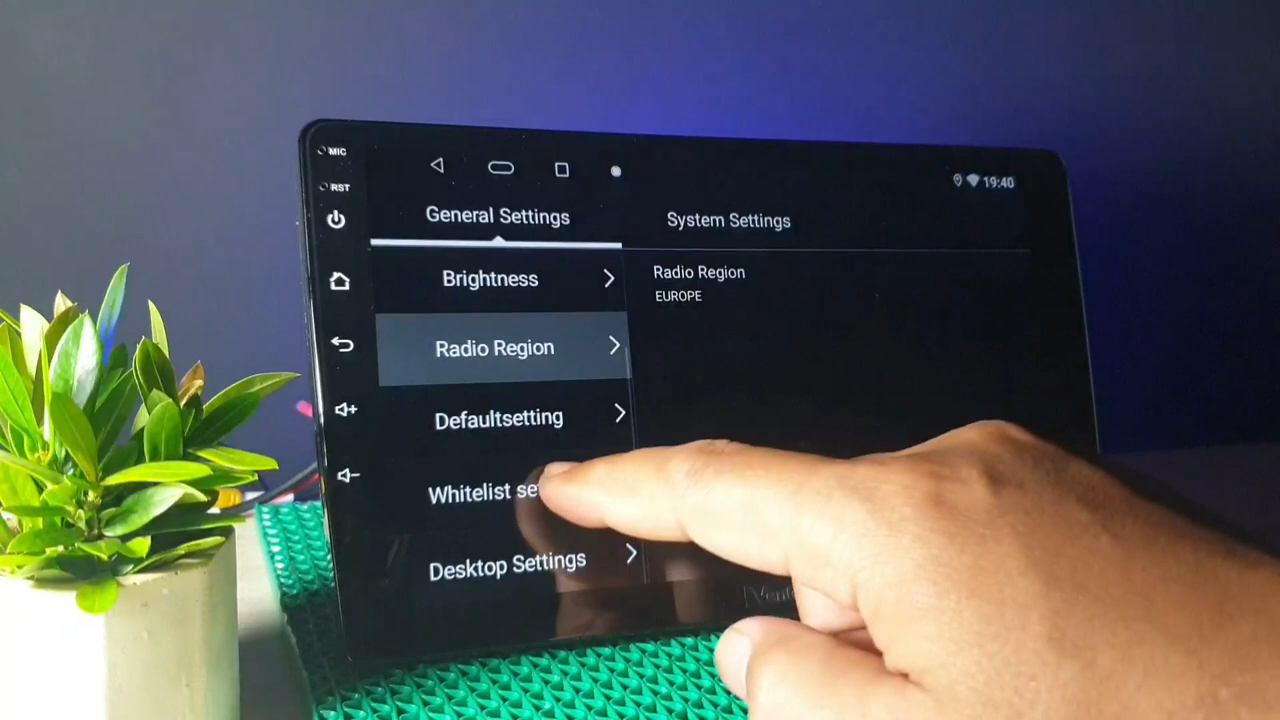 MIC
RST
19:40
General Settings
System Settings
Brightness
Radio Region
EUROPE
Radio Region
Defaultsetting
Whitelist se
Desktop Settings